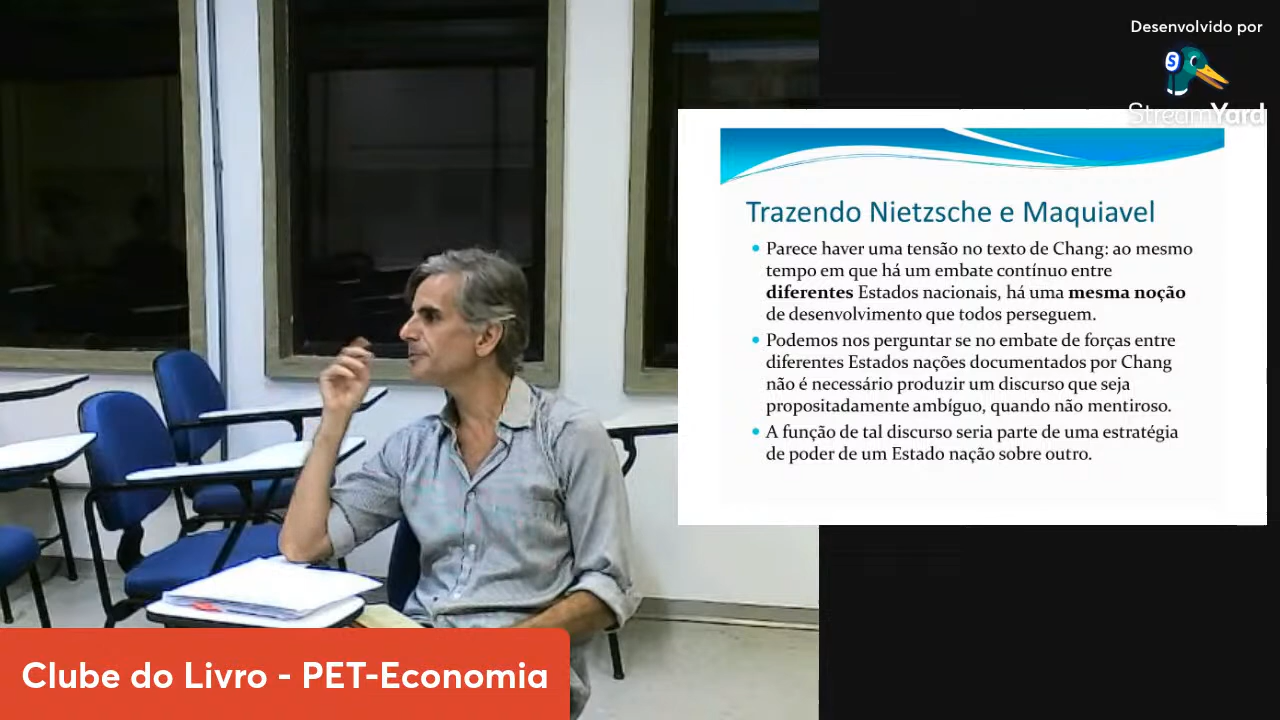 Desenvolvido por
S
StreamYard
Trazendo Nietzsche e Maquiavel
• Parece haver uma tensão no texto de Chang: ao mesmo
tempo em que há um embate contínuo entre
diferentes Estados nacionais, há uma mesma noção
de desenvolvimento que todos perseguem.
• Podemos nos perguntar se no embate de forças entre
diferentes Estados nações documentados por Chang
não é necessário produzir um discurso que seja
propositadamente ambíguo, quando não mentiroso.
• A função de tal discurso seria parte de uma estratégia
de poder de um Estado nação sobre outro.
Clube do Livro - PET-Economia